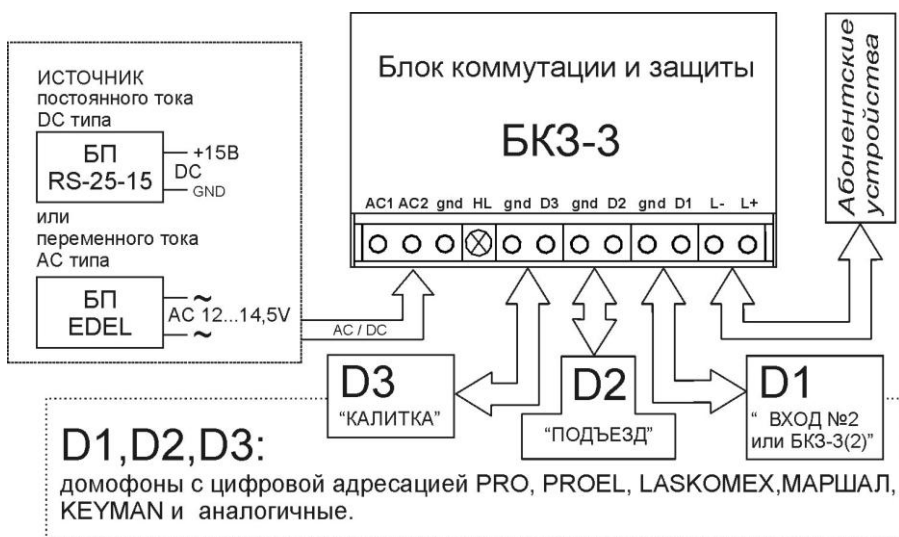 ИСТОЧНИК
постоянного тока
DC типа
БП
RS-25-15
+15В
DC
GND
или
переменного тока
AC типа
БП
EDEL
~
AC 12...14,5V
~
AC / DC
Блок коммутации и защиты
БКЗ-3
AC1 AC2 gnd HL gnd D3 gnd D2 gnd D1 L- L+
Абонентские
устройства
D3
“КАЛИТКА”
D2
“ПОДЪЕЗД”
D1
“ ВХОД №2
или БКЗ-3(2)”
D1,D2,D3:
домофоны с цифровой адресацией PRO, PROEL, LASKOMEX,МАРШАЛ,
KEYMAN и аналогичные.